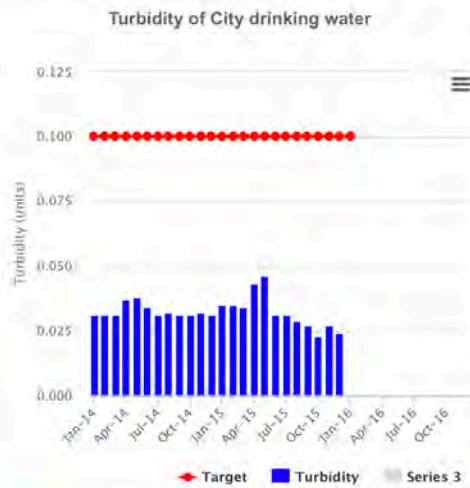 Turbidity of City drinking water
0.125
0.100
0.075
0.050
0.025
0.000
Turbidity (units)
Jan-14 Apr-14 Jul-14 Oct-14 Jan-15 Apr-15 Jul-15 Oct-15 Jan-16 Apr-16 Jul-16 Oct-16
Target Turbidity Series 3